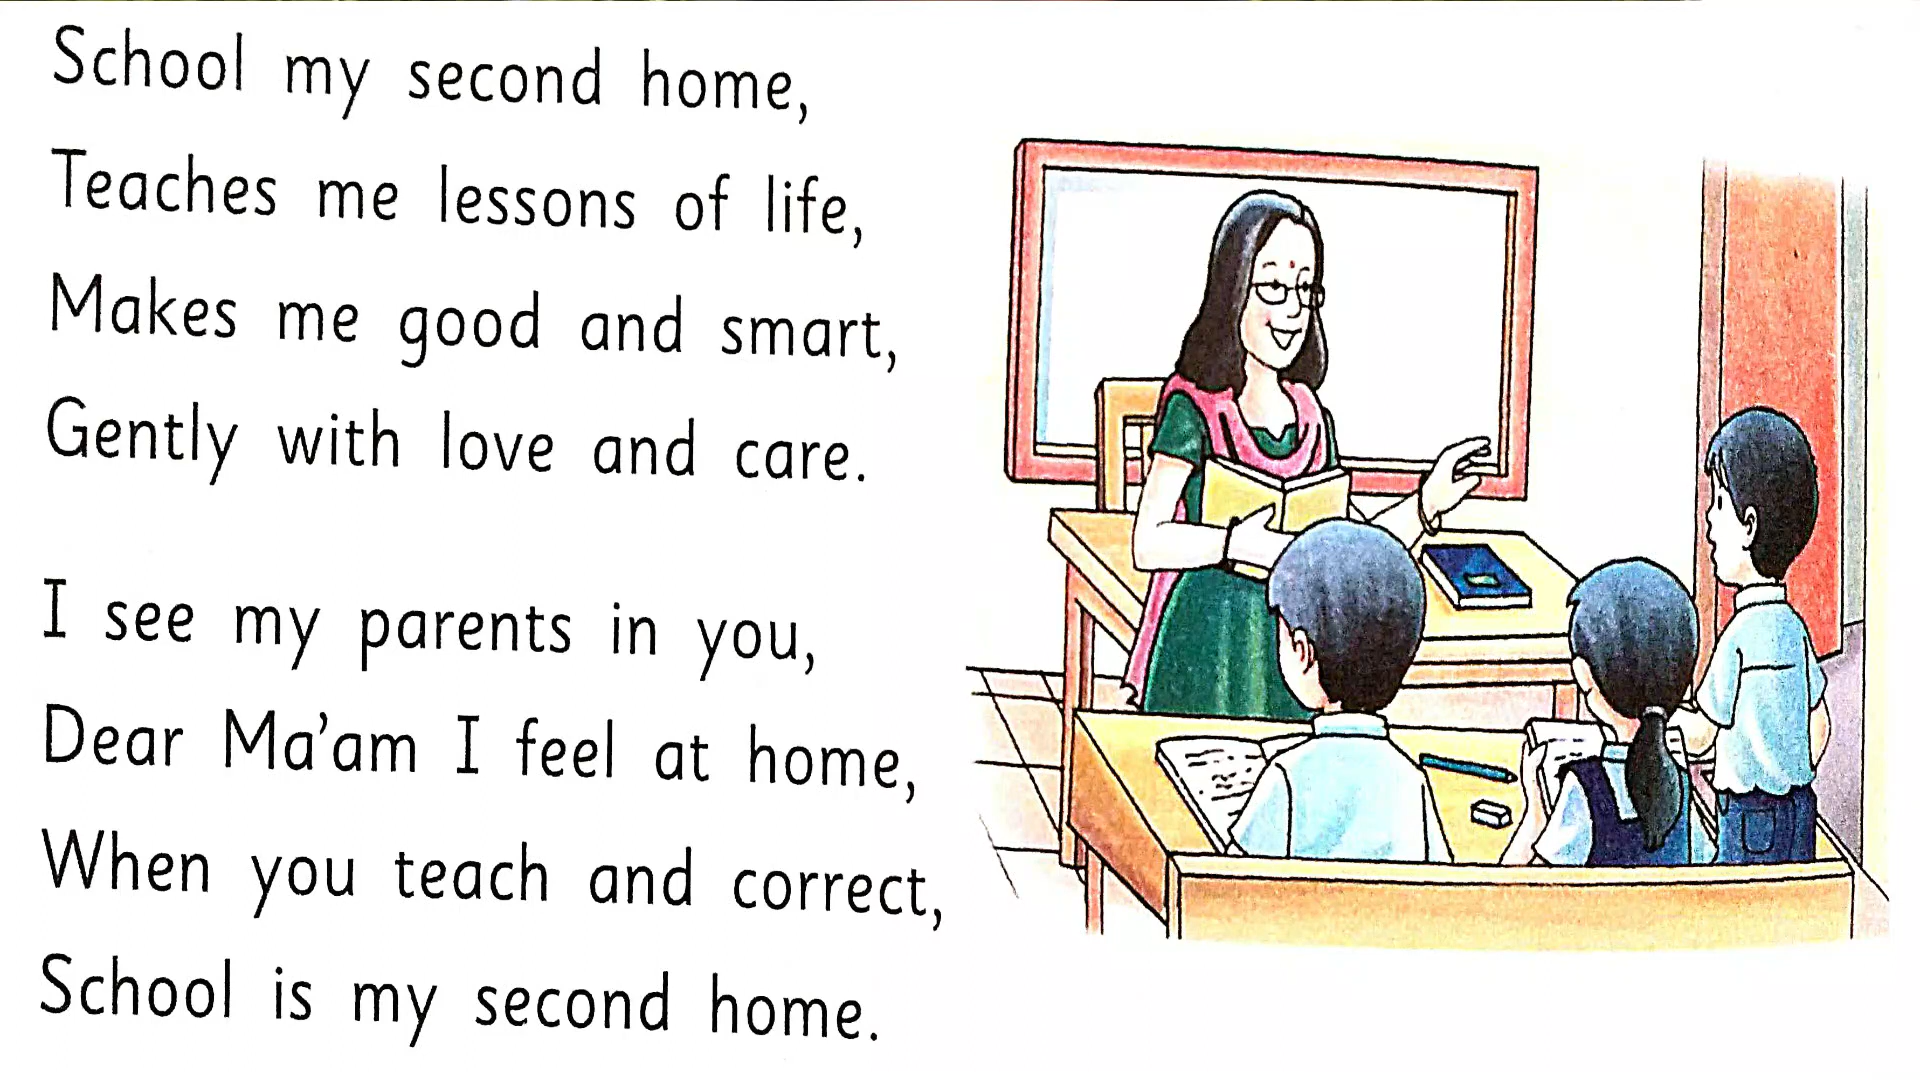 School my second home,
Teaches me lessons of life,
Makes me good and smart,
Gently with love and care.
I see my parents in you,
Dear Ma'am I feel at home,
When you teach and correct,
School is my second home.